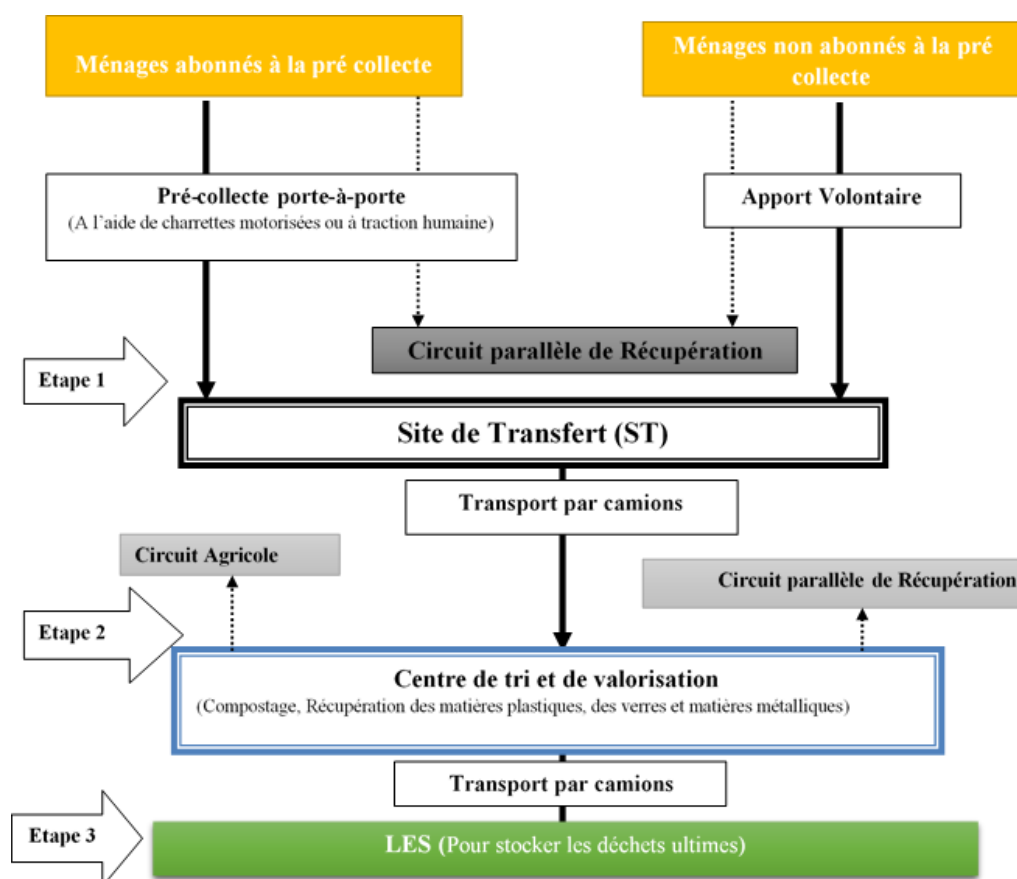 Ménages abonnés à la pré collecte
Ménages non abonnés à la pré
collecte
Pré-collecte porte-à-porte
(A l'aide de charrettes motorisées ou à traction humaine)
Apport Volontaire
Circuit parallèle de Récupération
Etape 1
Site de Transfert (ST)
Transport par camions
Circuit Agricole
Circuit parallèle de Récupération
Etape 2
Centre de tri et de valorisation
(Compostage, Récupération des matières plastiques, des verres et matières métalliques)
Transport par camions
Etape 3
LES (Pour stocker les déchets ultimes)